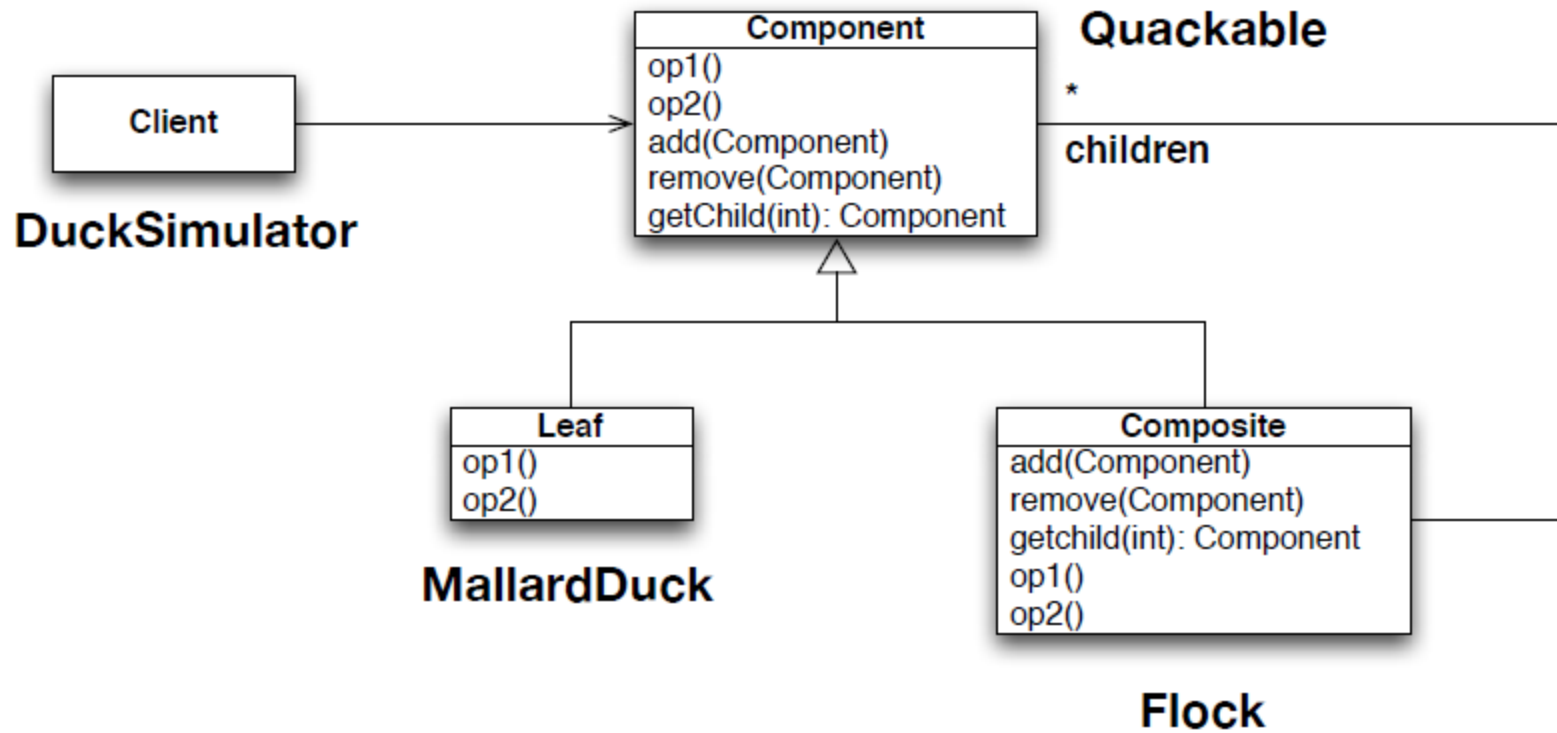 Component
Quackable
op1()
op2()
add(Component)
remove(Component)
getChild(int): Component
*
children
Client
DuckSimulator
Leaf
op1()
op2()
MallardDuck
Composite
add(Component)
remove(Component)
getchild(int): Component
op1()
op2()
Flock